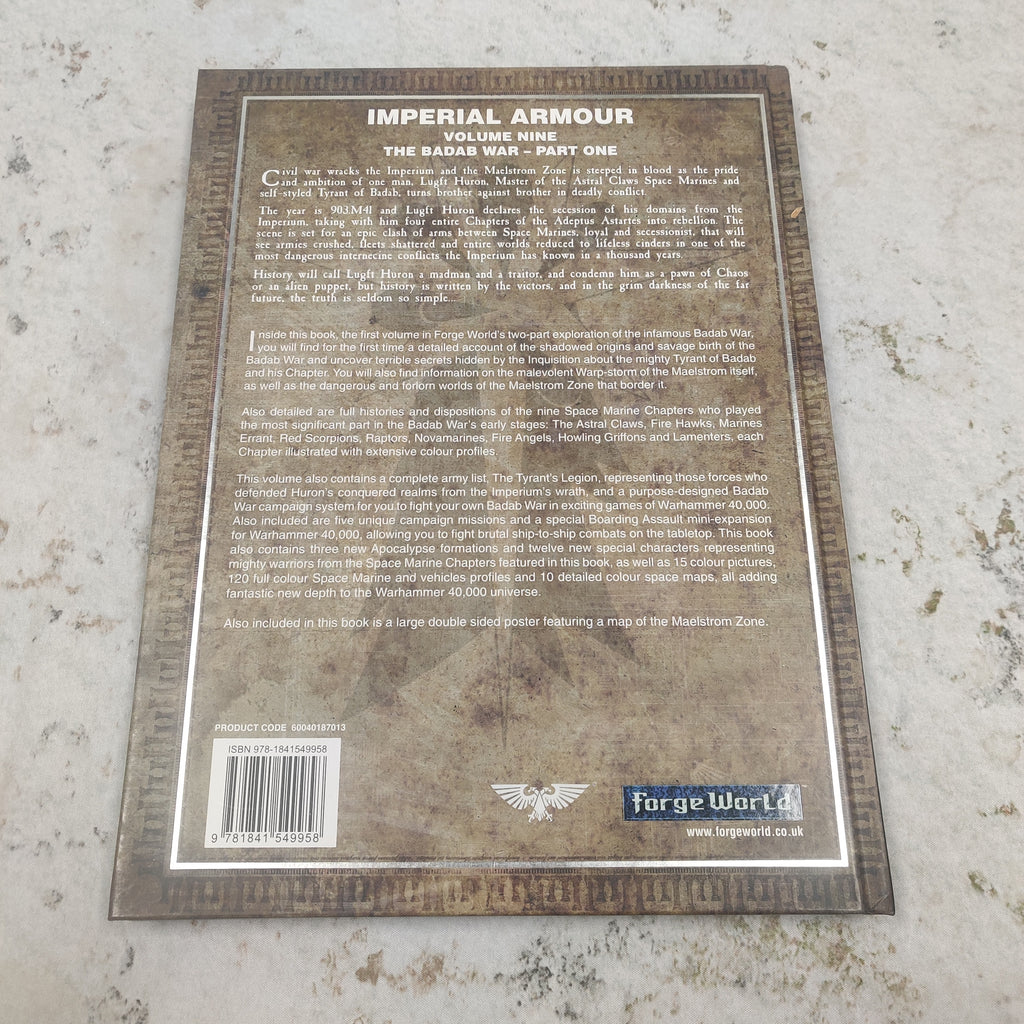 IMPERIAL ARMOUR
VOLUME NINE
THE BADAB WAR – PART ONE
Civil war wracks the Imperium and the Maelstrom Zone is steeped in blood as the pride
and ambition of one man, Lugft Huron, Master of the Astral Claws Space Marines and
self-styled Tyrant of Badab, turns brother against brother in deadly conflict.
The year is 903.M41 and Lugft Huron declares the secession of his domains from the
Imperium, taking with him four entire Chapters of the Adeptus Astartes into rebellion. The
scene is set for an epic clash of arms between Space Marines, loyal and secessionist, that will
see armies crushed, fleets shattered and entire worlds reduced to lifeless cinders in one of the
most dangerous internecine conflicts the Imperium has known in a thousand years.
History will call Lugft Huron a madman and a traitor, and condemn him as a pawn of Chaos
or an alien puppet, but history is written by the victors, and in the grim darkness of the far
future, the truth is seldom so simple...
Inside this book, the first volume in Forge World's two-part exploration of the infamous Badab War,
you will find for the first time a detailed account of the shadowed origins and savage birth of the
Badab War and uncover terrible secrets hidden by the Inquisition about the mighty Tyrant of Badab
and his Chapter. You will also find information on the malevolent Warp-storm of the Maelstrom itself,
as well as the dangerous and forlorn worlds of the Maelstrom Zone that border it.
Also detailed are full histories and dispositions of the nine Space Marine Chapters who played
the most significant part in the Badab War's early stages: The Astral Claws, Fire Hawks, Marines
Errant, Red Scorpions, Raptors, Novamarines, Fire Angels, Howling Griffons and Lamenters, each
Chapter illustrated with extensive colour profiles.
This volume also contains a complete army list, The Tyrant's Legion, representing those forces who
defended Huron's conquered realms from the Imperium's wrath, and a purpose-designed Badab
War campaign system for you to fight your own Badab War in exciting games of Warhammer 40,000.
Also included are five unique campaign missions and a special Boarding Assault mini-expansion
for Warhammer 40,000, allowing you to fight brutal ship-to-ship combats on the tabletop. This book
also contains three new Apocalypse formations and twelve new special characters representing
mighty warriors from the Space Marine Chapters featured in this book, as well as 15 colour pictures,
120 full colour Space Marine and vehicles profiles and 10 detailed colour space maps, all adding
fantastic new depth to the Warhammer 40,000 universe.
Also included in this book is a large double sided poster featuring a map of the Maelstrom Zone.
PRODUCT CODE 60040187013
ISBN 978-1841549958
9 781841 549958
Forge World™
www.forgeworld.co.uk